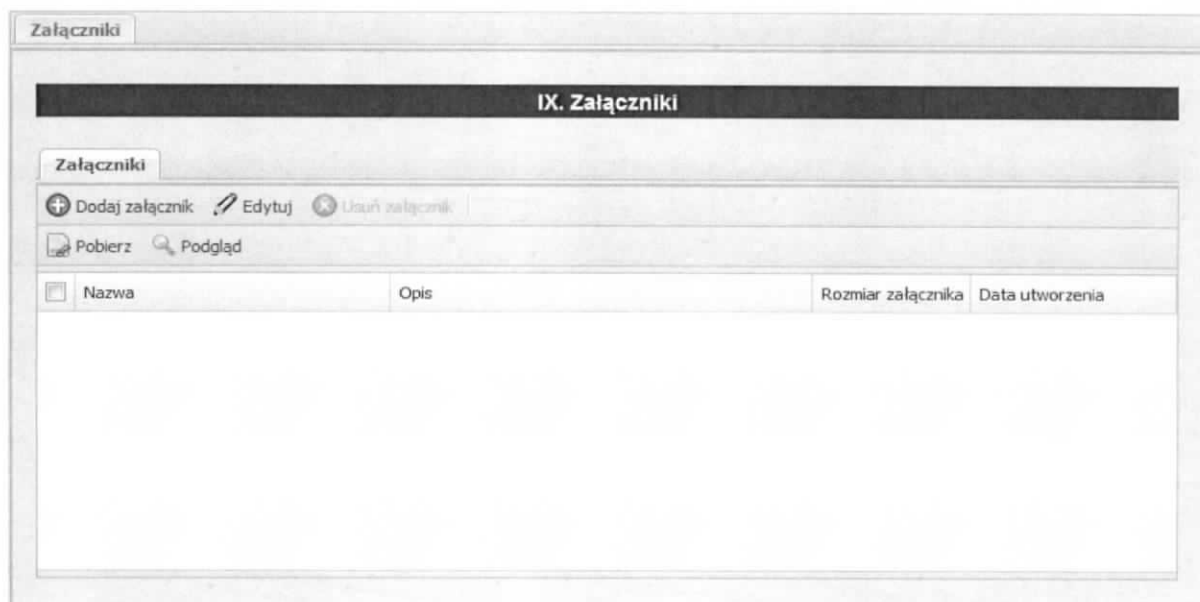 Załączniki
IX. Załączniki
Załączniki
Dodaj załącznik Edytuj Usuń załącznik
Pobierz Podgląd
Nazwa Opis Rozmiar załącznika Data utworzenia